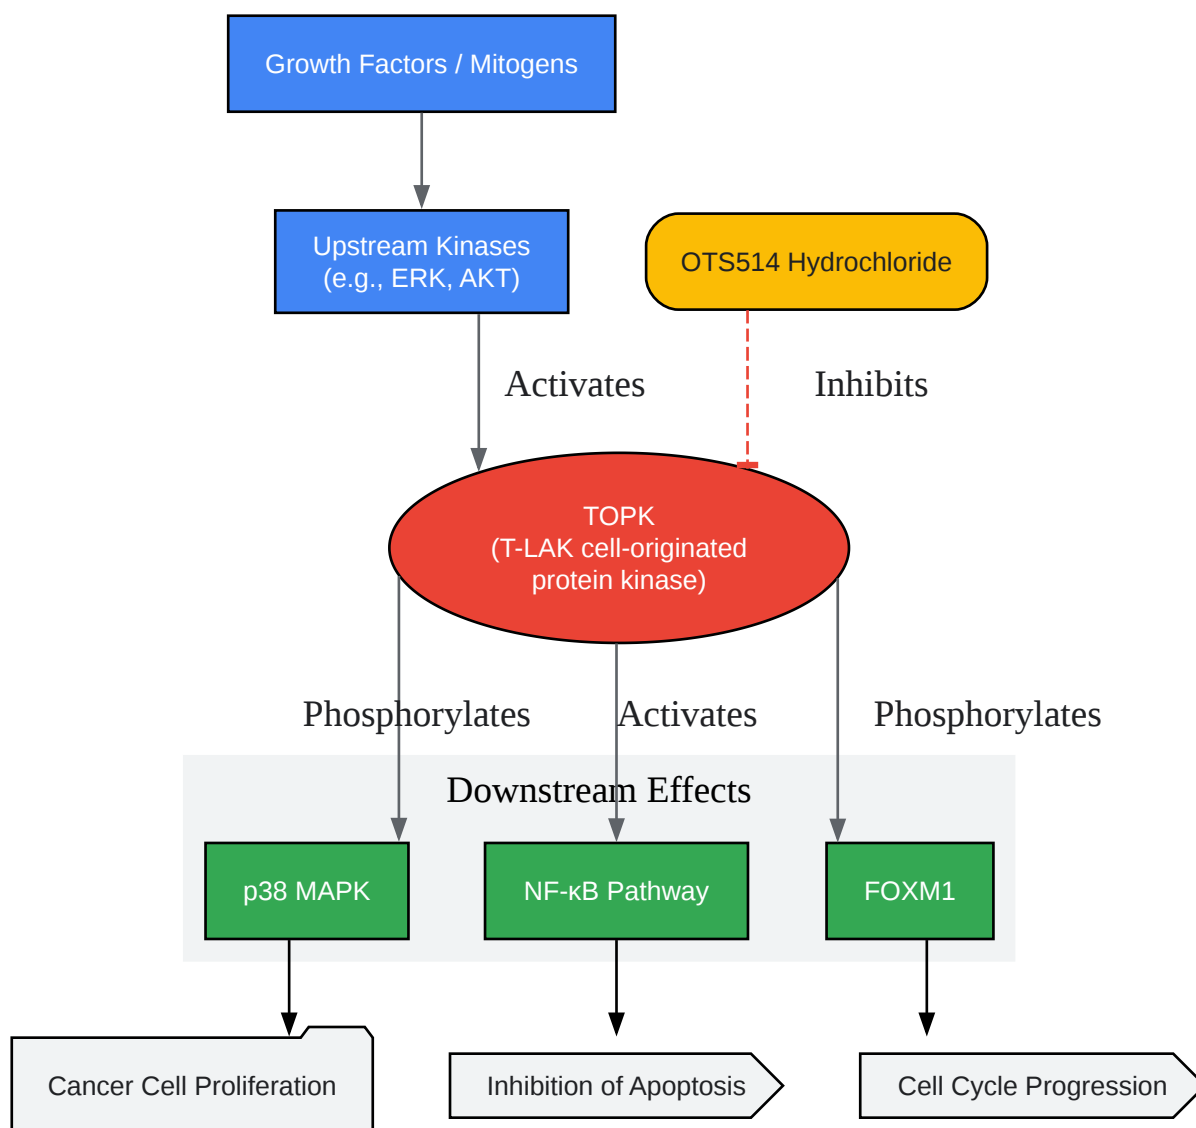 Growth Factors / Mitogens
Upstream Kinases
(e.g., ERK, AKT)
OTS514 Hydrochloride
Activates
Inhibits
TOPK
(T-LAK cell-originated
protein kinase)
Phosphorylates
Activates
Phosphorylates
Downstream Effects
p38 MAPK
NF-κB Pathway
FOXM1
Cancer Cell Proliferation
Inhibition of Apoptosis
Cell Cycle Progression